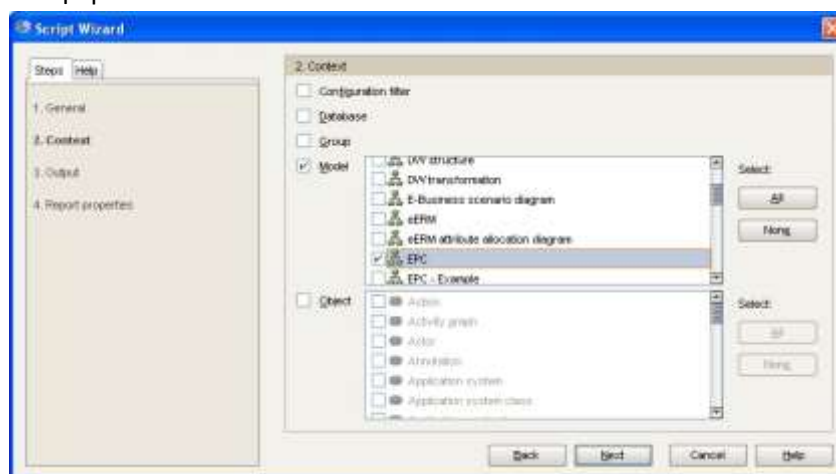 Script Wizard
Steps Help
1. General
2. Context
3. Output
4. Report properties
2. Context
Configuration filter
Database
Group
Model
DW structure
DW transformation
E-Business scenario diagram
eERM
eERM attribute allocation diagram
EPC
EPC - Example
Select:
All
None
Object
Action
Activity graph
Actor
Annotation
Application system
Application system class
Select:
All
None
Back Next Cancel Help